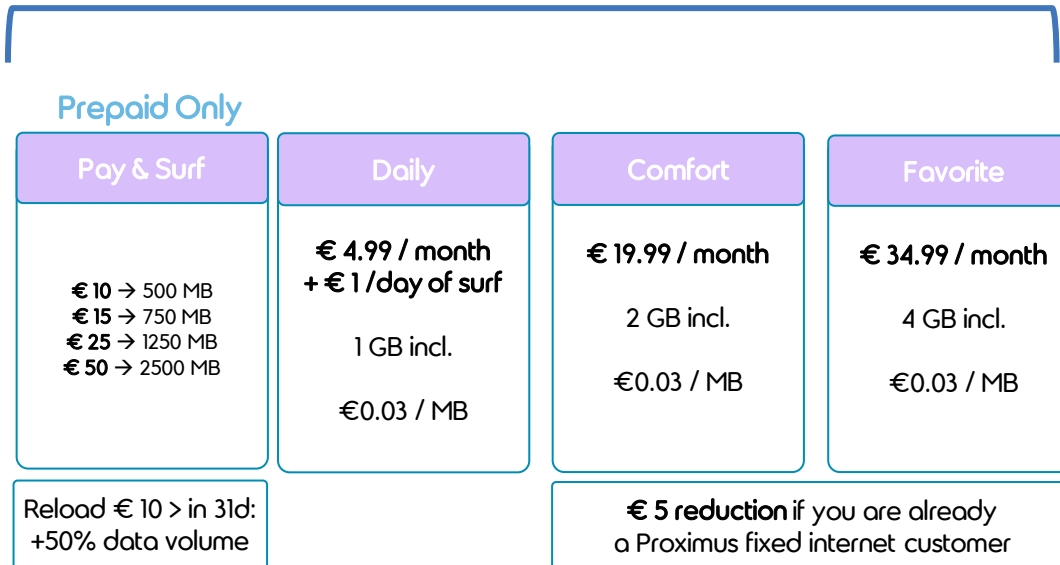 Prepaid Only
Pay & Surf
€ 10 → 500 MB
€ 15 → 750 MB
€ 25 → 1250 MB
€ 50 → 2500 MB
Reload € 10 > in 31d:
+50% data volume
Daily
€ 4.99 / month
+ € 1 /day of surf
1 GB incl.
€0.03 / MB
Comfort
€ 19.99 / month
2 GB incl.
€0.03 / MB
Favorite
€ 34.99 / month
4 GB incl.
€0.03 / MB
€ 5 reduction if you are already
a Proximus fixed internet customer